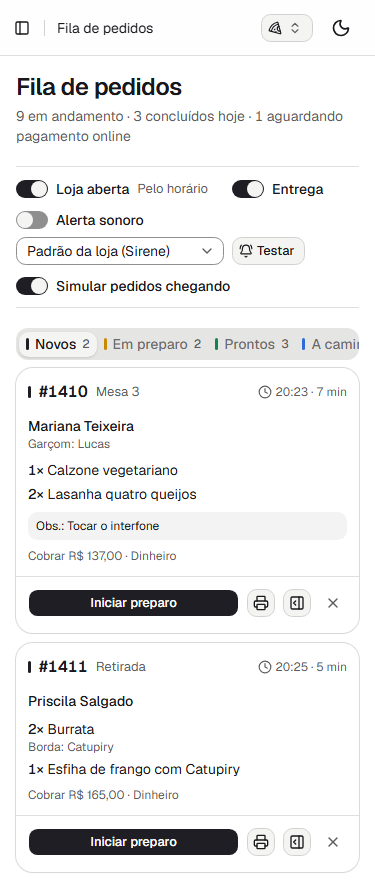 Fila de pedidos
Fila de pedidos
9 em andamento · 3 concluídos hoje · 1 aguardando
pagamento online
Loja aberta Pelo horário Entrega
Alerta sonoro
Padrão da loja (Sirene) Testar
Simular pedidos chegando
Novos 2 Em preparo 2 Prontos 3 A camin
#1410 Mesa 3 20:23 · 7 min
Mariana Teixeira
Garçom: Lucas
1× Calzone vegetariano
2× Lasanha quatro queijos
Obs.: Tocar o interfone
Cobrar R$ 137,00 · Dinheiro
Iniciar preparo
#1411 Retirada 20:25 · 5 min
Priscila Salgado
2× Burrata
Borda: Catupiry
1× Esfiha de frango com Catupiry
Cobrar R$ 165,00 · Dinheiro
Iniciar preparo